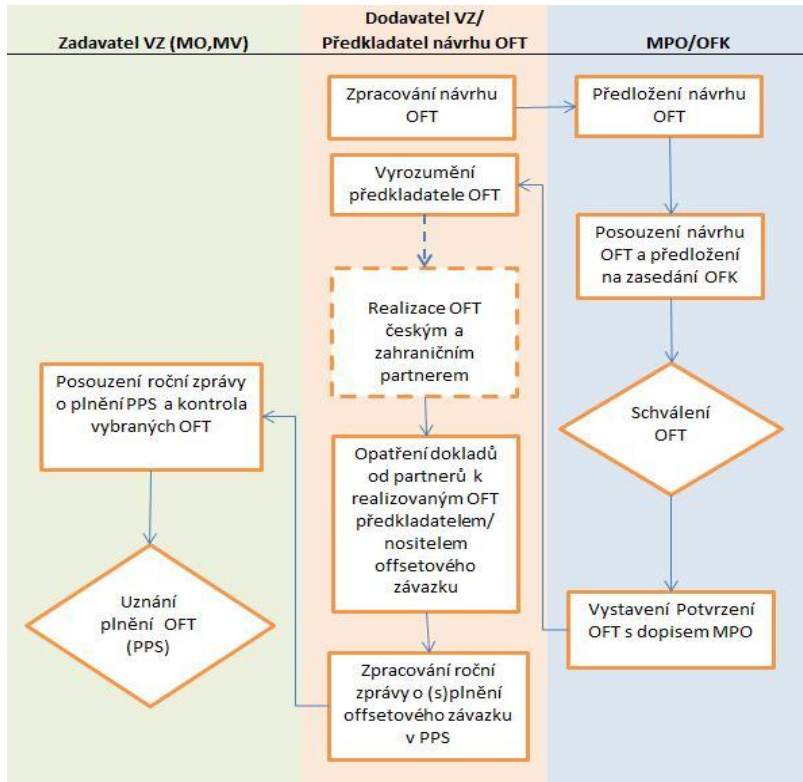 Zadavatel VZ (MO,MV)
Dodavatel VZ/
Předkladatel návrhu OFT
MPO/OFK
Zpracování návrhu
OFT
Předložení návrhu
OFT
Vyrozumění
předkladatele OFT
Posouzení návrhu
OFT a předložení
na zasedání OFK
Realizace OFT
českým a
zahraničním
partnerem
Schválení
OFT
Posouzení roční zprávy
o plnění PPS a kontrola
vybraných OFT
Opatření dokladů
od partnerů k
realizovaným OFT
předkladatelem/
nositelem
offsetového
závazku
Vystavení Potvrzení
OFT s dopisem MPO
Uznání
plnění OFT
(PPS)
Zpracování roční
zprávy o (s)plnění
offsetového závazku
v PPS